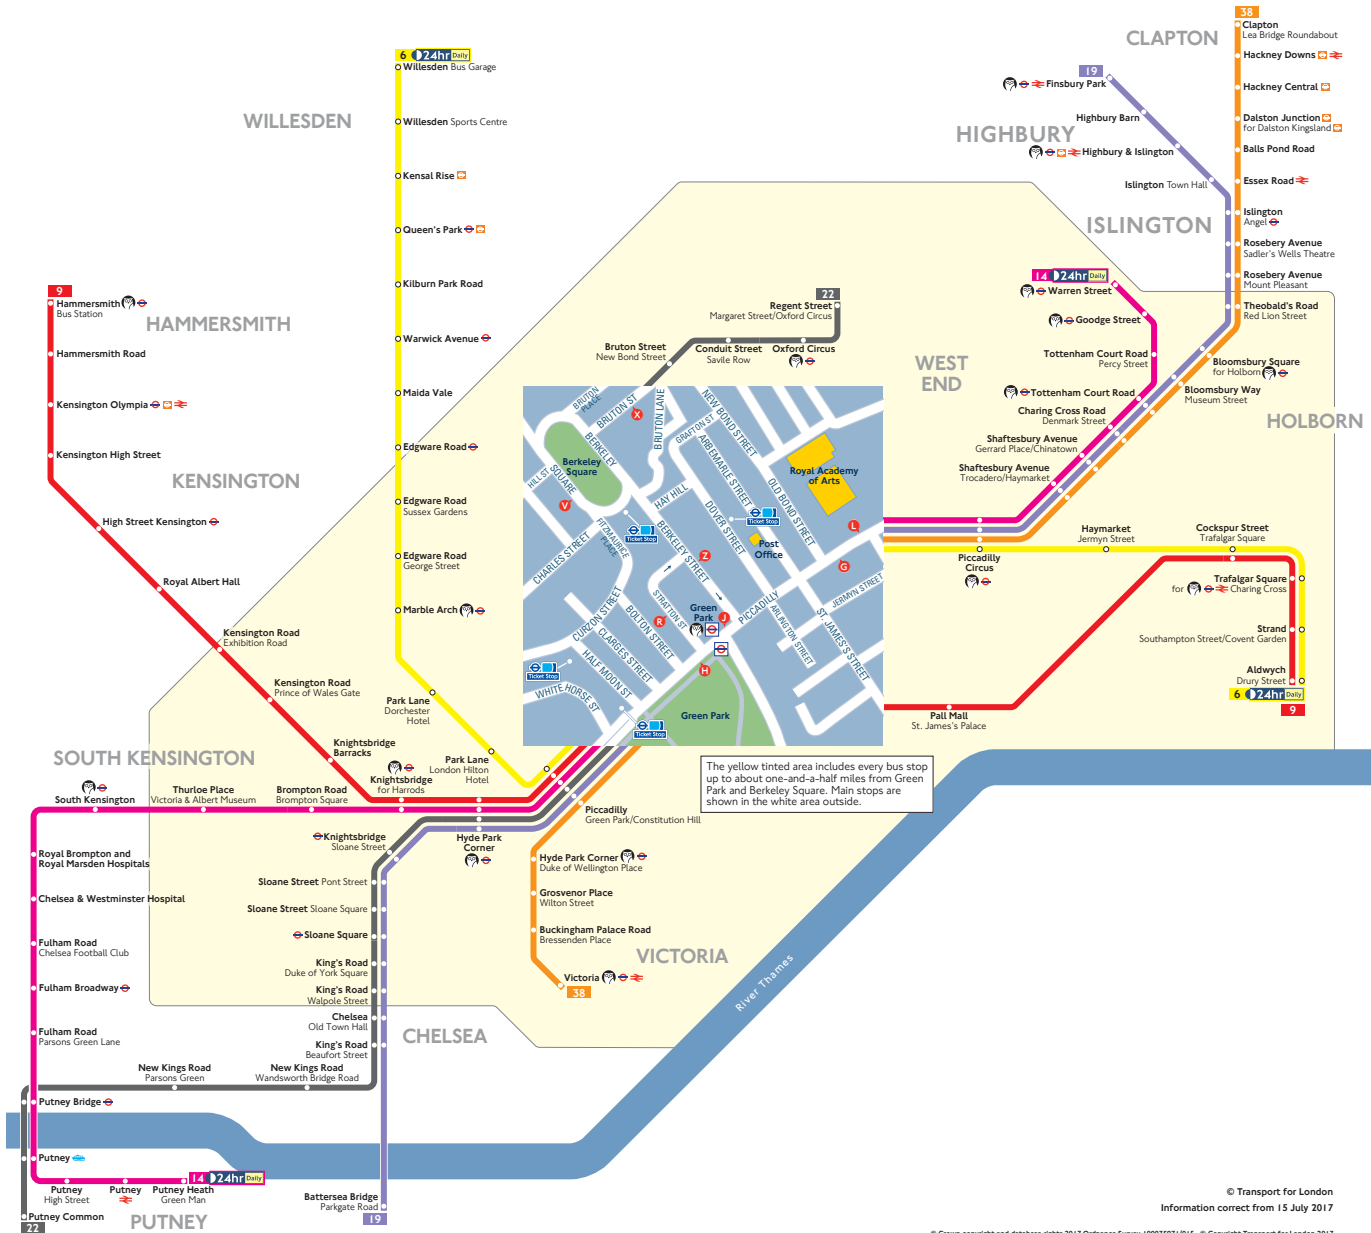 38
Clapton
Lea Bridge Roundabout
CLAPTON
Hackney Downs
Hackney Central
Dalston Junction
for Dalston Kingsland
Balls Pond Road
Essex Road
Islington
Angel
Rosebery Avenue
Sadler's Wells Theatre
Rosebery Avenue
Mount Pleasant
Theobald's Road
Red Lion Street
Bloomsbury Square
for Holborn
Bloomsbury Way
Museum Street
HOLBORN
19
Finsbury Park
Highbury Barn
HIGHBURY
Highbury & Islington
Islington Town Hall
ISLINGTON
6 24hr Daily
Willesden Bus Garage
WILLESDEN
Willesden Sports Centre
Kensal Rise
Queen's Park
Kilburn Park Road
Warwick Avenue
Maida Vale
Edgware Road
Edgware Road
Sussex Gardens
Edgware Road
George Street
Marble Arch
Park Lane
Dorchester
Hotel
Park Lane
London Hilton
Hotel
9
Hammersmith
Bus Station
HAMMERSMITH
Hammersmith Road
Kensington Olympia
Kensington High Street
KENSINGTON
High Street Kensington
Royal Albert Hall
Kensington Road
Exhibition Road
Kensington Road
Prince of Wales Gate
Knightsbridge
Barracks
Knightsbridge
for Harrods
14 24hr Daily
Warren Street
Goodge Street
Tottenham Court Road
Percy Street
Tottenham Court Road
Charing Cross Road
Denmark Street
Shaftesbury Avenue
Gerrard Place/Chinatown
Shaftesbury Avenue
Trocadero/Haymarket
WEST
END
22
Regent Street
Margaret Street/Oxford Circus
Bruton Street
New Bond Street
Conduit Street
Savile Row
Oxford Circus
BRUTON
PLACE
BRUTON ST
BRUTON LANE
NEW BOND STREET
GRAFTON ST
BERKELEY
SQUARE
Berkeley
Square
HILL ST
HAY HILL
ALBEMARLE STREET
OLD BOND STREET
DOVER STREET
Royal Academy
of Arts
Post
Office
FITZMAURICE
PLACE
CHARLES STREET
BERKELEY STREET
STRATTON ST
CURZON STREET
BOLTON STREET
CLARGES STREET
HALF MOON ST
WHITE HORSE ST
PICCADILLY
ARLINGTON STREET
ST. JAMES'S STREET
JERMYN STREET
Green
Park
Green Park
X
V
Z
L
G
R
J
H
Ticket Stop
Ticket Stop
Ticket Stop
Ticket Stop
Piccadilly
Circus
Haymarket
Jermyn Street
Cockspur Street
Trafalgar Square
Trafalgar Square
for Charing Cross
Strand
Southampton Street/Covent Garden
Aldwych
Drury Street
6 24hr Daily
9
Pall Mall
St. James's Palace
The yellow tinted area includes every bus stop
up to about one-and-a-half miles from Green
Park and Berkeley Square. Main stops are
shown in the white area outside.
SOUTH KENSINGTON
South Kensington
Thurloe Place
Victoria & Albert Museum
Brompton Road
Brompton Square
Hyde Park
Corner
Piccadilly
Green Park/Constitution Hill
Hyde Park Corner
Duke of Wellington Place
Grosvenor Place
Wilton Street
Buckingham Palace Road
Bressenden Place
VICTORIA
Victoria
38
Knightsbridge
Sloane Street
Sloane Street Pont Street
Sloane Street Sloane Square
Sloane Square
King's Road
Duke of York Square
King's Road
Walpole Street
Chelsea
Old Town Hall
King's Road
Beaufort Street
CHELSEA
Royal Brompton and
Royal Marsden Hospitals
Chelsea & Westminster Hospital
Fulham Road
Chelsea Football Club
Fulham Broadway
Fulham Road
Parsons Green Lane
New Kings Road
Parsons Green
New Kings Road
Wandsworth Bridge Road
Putney Bridge
Putney
Putney
High Street
Putney
Putney Heath
Green Man
14 24hr Daily
Putney Common
22
PUTNEY
Battersea Bridge
Parkgate Road
19
River Thames
© Transport for London
Information correct from 15 July 2017